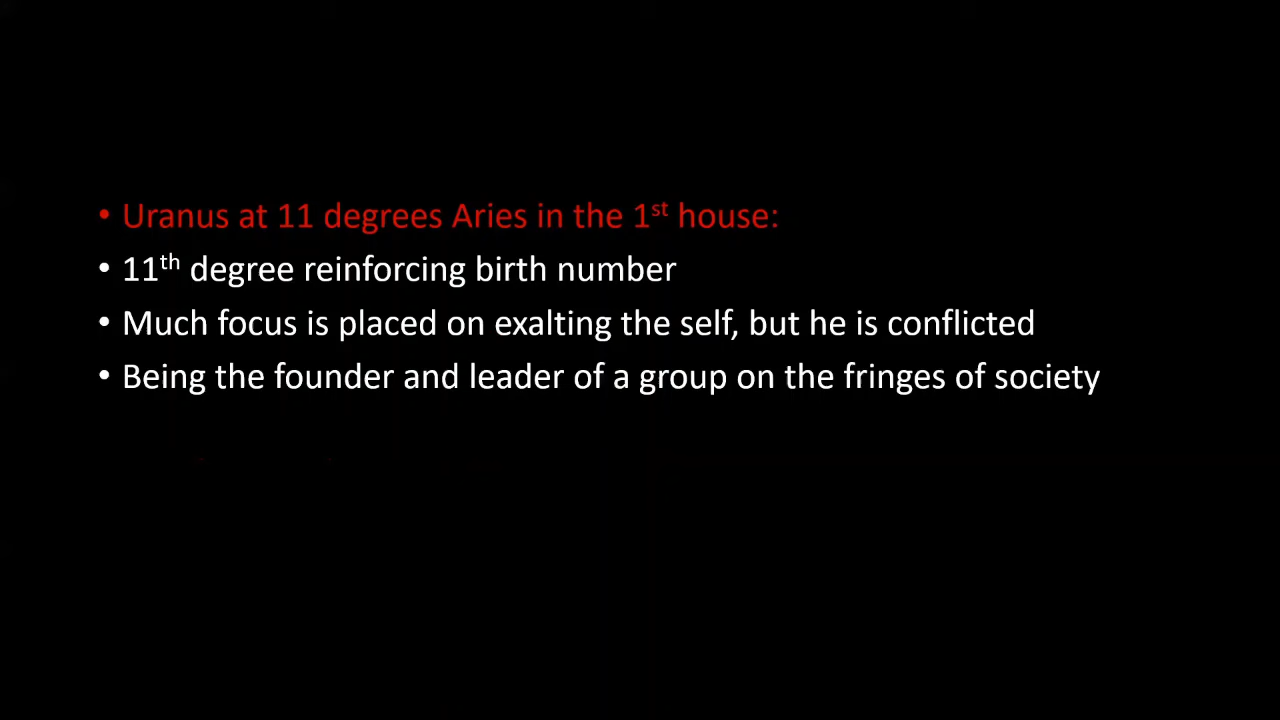 • Uranus at 11 degrees Aries in the 1st house:
• 11th degree reinforcing birth number
• Much focus is placed on exalting the self, but he is conflicted
• Being the founder and leader of a group on the fringes of society